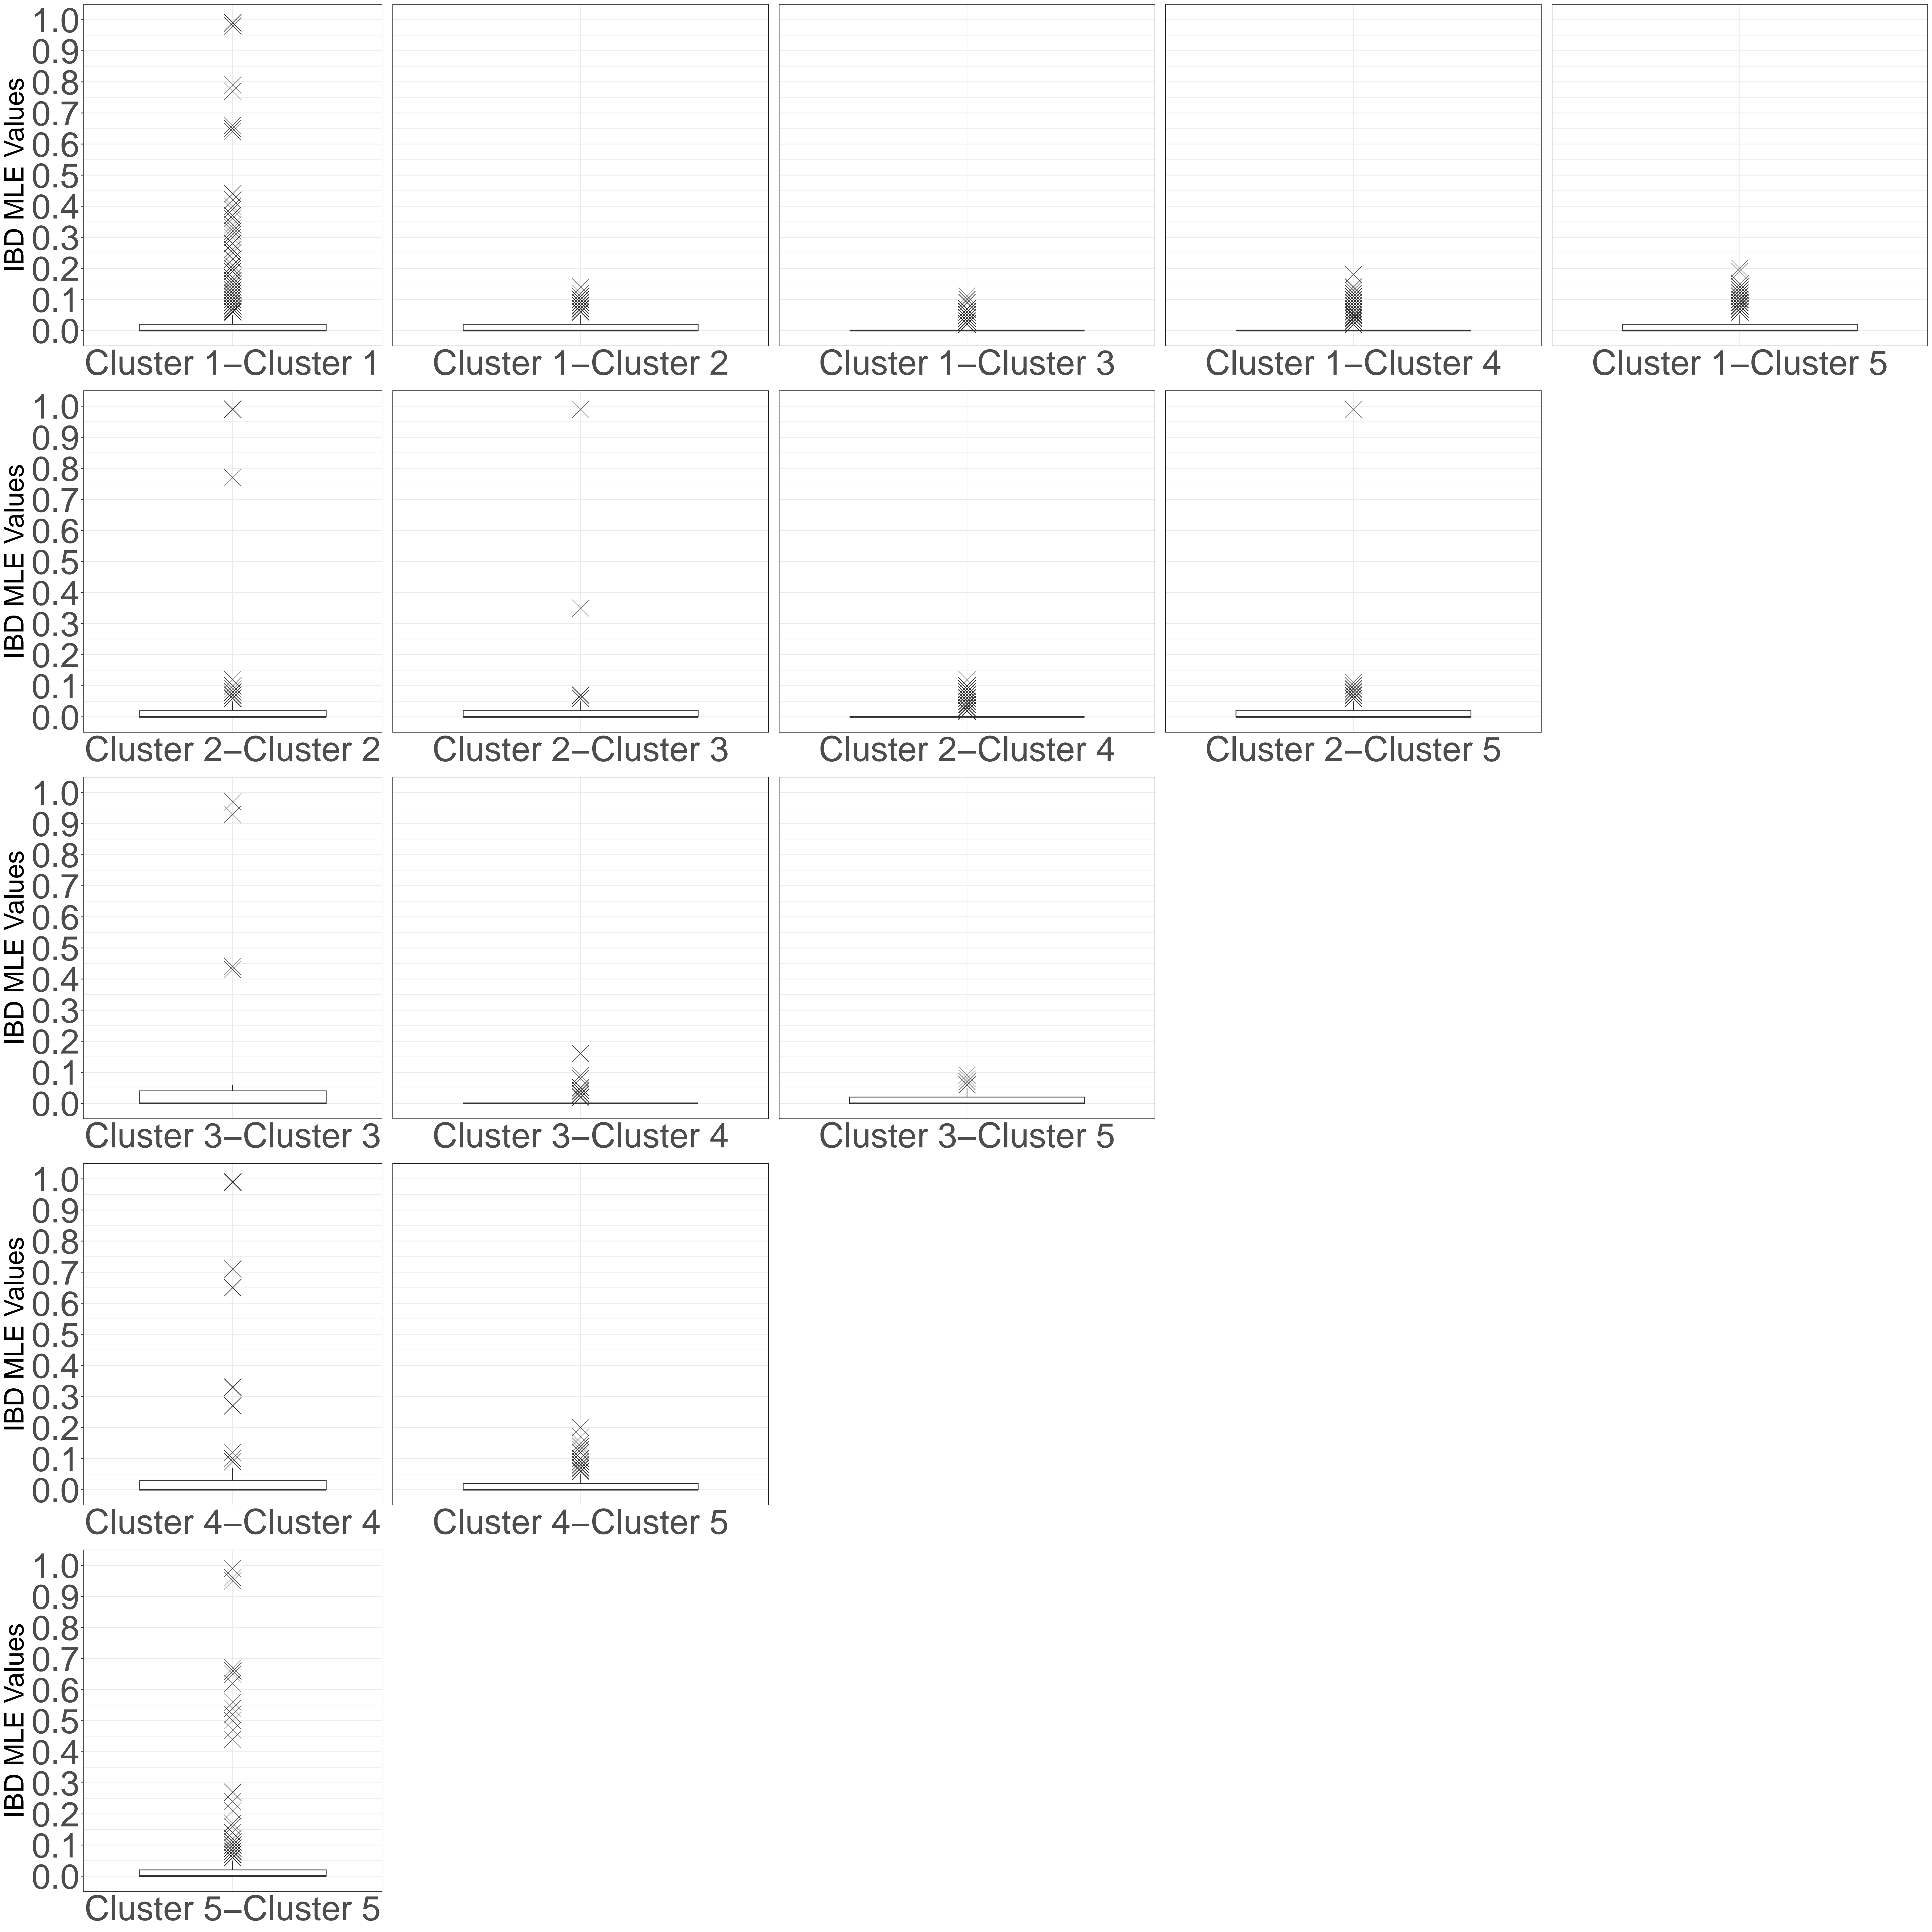 IBD MLE Values
1.0
0.9
0.8
0.7
0.6
0.5
0.4
0.3
0.2
0.1
0.0
Cluster 1–Cluster 1
Cluster 1–Cluster 2
Cluster 1–Cluster 3
Cluster 1–Cluster 4
Cluster 1–Cluster 5
IBD MLE Values
1.0
0.9
0.8
0.7
0.6
0.5
0.4
0.3
0.2
0.1
0.0
Cluster 2–Cluster 2
Cluster 2–Cluster 3
Cluster 2–Cluster 4
Cluster 2–Cluster 5
IBD MLE Values
1.0
0.9
0.8
0.7
0.6
0.5
0.4
0.3
0.2
0.1
0.0
Cluster 3–Cluster 3
Cluster 3–Cluster 4
Cluster 3–Cluster 5
IBD MLE Values
1.0
0.9
0.8
0.7
0.6
0.5
0.4
0.3
0.2
0.1
0.0
Cluster 4–Cluster 4
Cluster 4–Cluster 5
IBD MLE Values
1.0
0.9
0.8
0.7
0.6
0.5
0.4
0.3
0.2
0.1
0.0
Cluster 5–Cluster 5